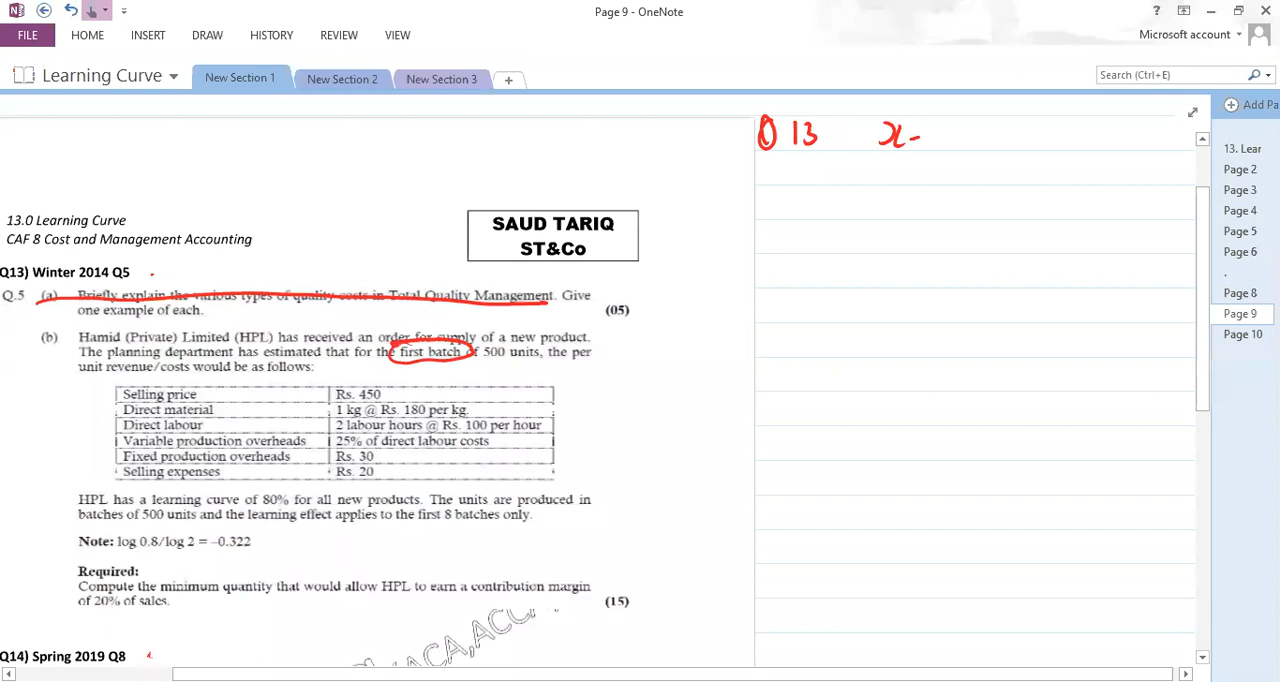 Page 9 - OneNote
?
Microsoft account
FILE HOME INSERT DRAW HISTORY REVIEW VIEW
Learning Curve
New Section 1 New Section 2 New Section 3 +
Search (Ctrl+E)
Add Pa
13. Lear
Page 2
Page 3
Page 4
Page 5
Page 6
.
Page 8
Page 9
Page 10
13.0 Learning Curve
CAF 8 Cost and Management Accounting
SAUD TARIQ
ST&Co
Q13) Winter 2014 Q5
Q.5 (a) Briefly explain the various types of quality costs in Total Quality Management. Give
one example of each. (05)
(b) Hamid (Private) Limited (HPL) has received an order for supply of a new product.
The planning department has estimated that for the first batch of 500 units, the per
unit revenue/costs would be as follows:
Selling price Rs. 450
Direct material 1 kg @ Rs. 180 per kg.
Direct labour 2 labour hours @ Rs. 100 per hour
Variable production overheads 25% of direct labour costs
Fixed production overheads Rs. 30
Selling expenses Rs. 20
HPL has a learning curve of 80% for all new products. The units are produced in
batches of 500 units and the learning effect applies to the first 8 batches only.
Note: log 0.8/log 2 = –0.322
Required:
Compute the minimum quantity that would allow HPL to earn a contribution margin
of 20% of sales. (15)
Q14) Spring 2019 Q8
Q 13 x-